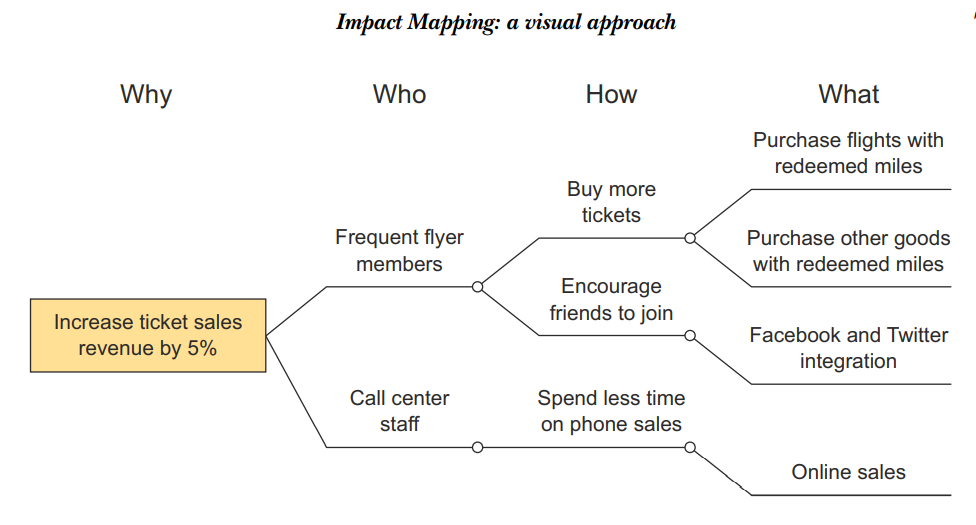 Impact Mapping: a visual approach
Why
Who
How
What
Purchase flights with
redeemed miles
Buy more
tickets
Frequent flyer
members
Purchase other goods
with redeemed miles
Encourage
friends to join
Increase ticket sales
revenue by 5%
Facebook and Twitter
integration
Call center
staff
Spend less time
on phone sales
Online sales